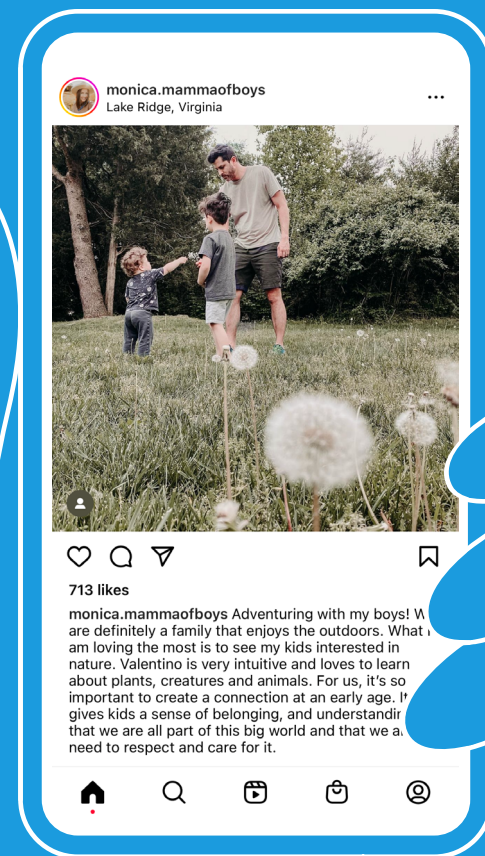 monica.mammaofboys
Lake Ridge, Virginia
713 likes
monica.mammaofboys Adventuring with my boys!
are definitely a family that enjoys the outdoors. What
am loving the most is to see my kids interested in
nature. Valentino is very intuitive and loves to learn
about plants, creatures and animals. For us, it's so
important to create a connection at an early age. It
gives kids a sense of belonging, and
that we are all part of this big world and that we
need to respect and care for it.